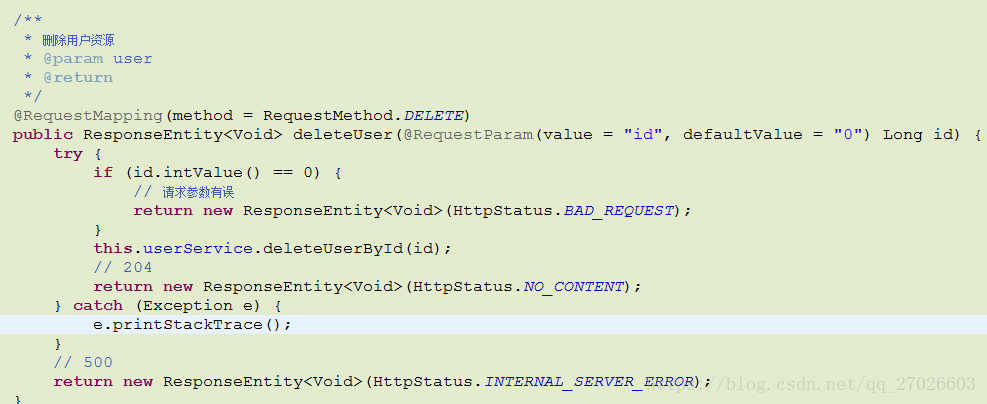 /**
 * 删除用户资源
 * @param user
 * @return
 */
@RequestMapping(method = RequestMethod.DELETE)
public ResponseEntity<Void> deleteUser(@RequestParam(value = "id", defaultValue = "0") Long id) {
    try {
        if (id.intValue() == 0) {
            // 请求参数有误
            return new ResponseEntity<Void>(HttpStatus.BAD_REQUEST);
        }
        this.userService.deleteUserById(id);
        // 204
        return new ResponseEntity<Void>(HttpStatus.NO_CONTENT);
    } catch (Exception e) {
        e.printStackTrace();
    }
    // 500
    return new ResponseEntity<Void>(HttpStatus.INTERNAL_SERVER_ERROR);
https://blog.csdn.net/qq_27026603
}